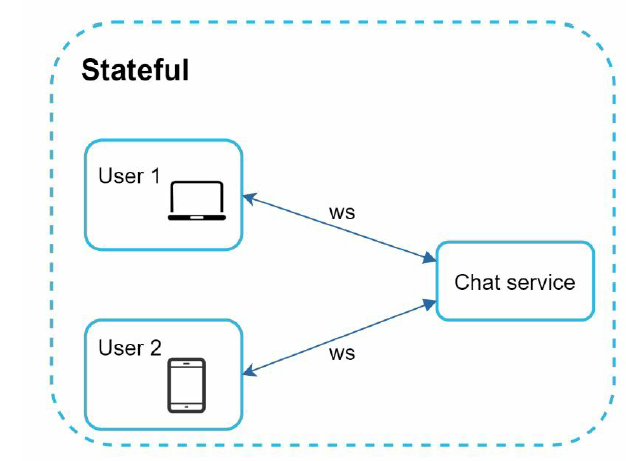 Stateful
User 1
ws
Chat service
User 2
ws